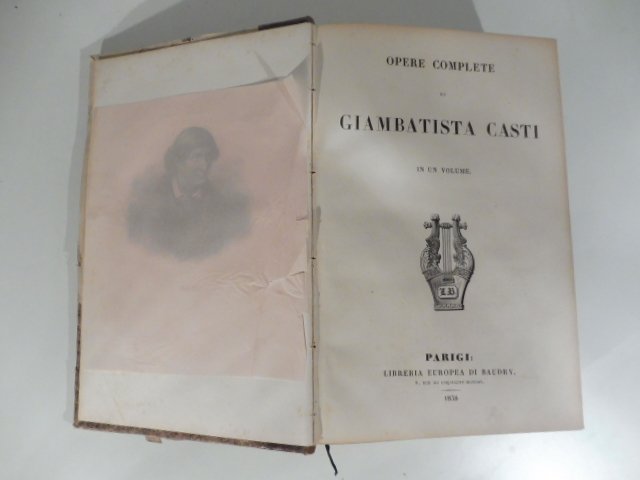 OPERE COMPLETE
DI
GIAMBATISTA CASTI
IN UN VOLUME.
L.B.
PARIGI:
LIBRERIA EUROPEA DI BAUDRY,
1838